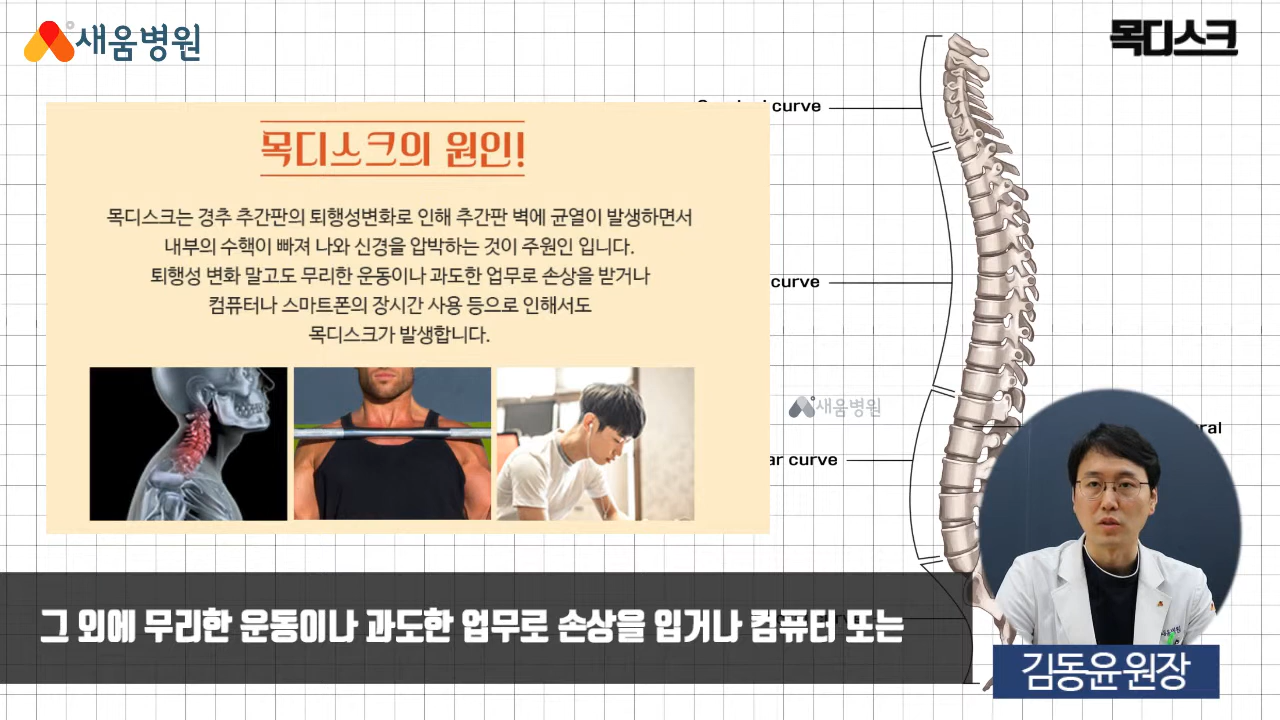 새움병원
목디스크
curve
목디스크의 원인!
목디스크는 경추 추간판의 퇴행성변화로 인해 추간판 벽에 균열이 발생하면서
내부의 수핵이 빠져 나와 신경을 압박하는 것이 주원인 입니다.
퇴행성 변화 말고도 무리한 운동이나 과도한 업무로 손상을 받거나
컴퓨터나 스마트폰의 장시간 사용 등으로 인해서도
목디스크가 발생합니다.
curve
새움병원
ral
ar curve
그 외에 무리한 운동이나 과도한 업무로 손상을 입거나 컴퓨터 또는
새움병원
김동윤 원장